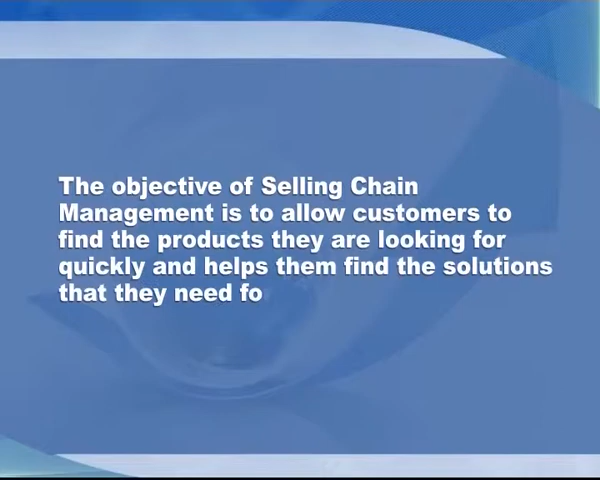 The objective of Selling Chain
Management is to allow customers to
find the products they are looking for
quickly and helps them find the solutions
that they need fo